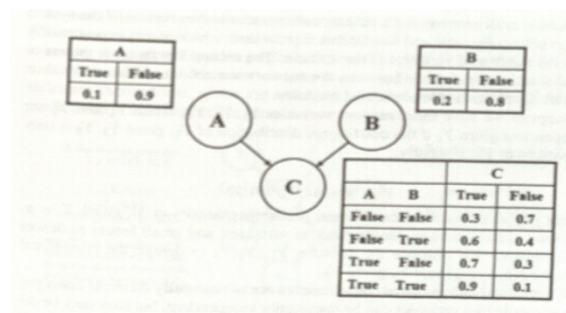 A
True False
0.1 0.9
B
True False
0.2 0.8
A
B
C
C
A B True False
False False 0.3 0.7
False True 0.6 0.4
True False 0.7 0.3
True True 0.9 0.1